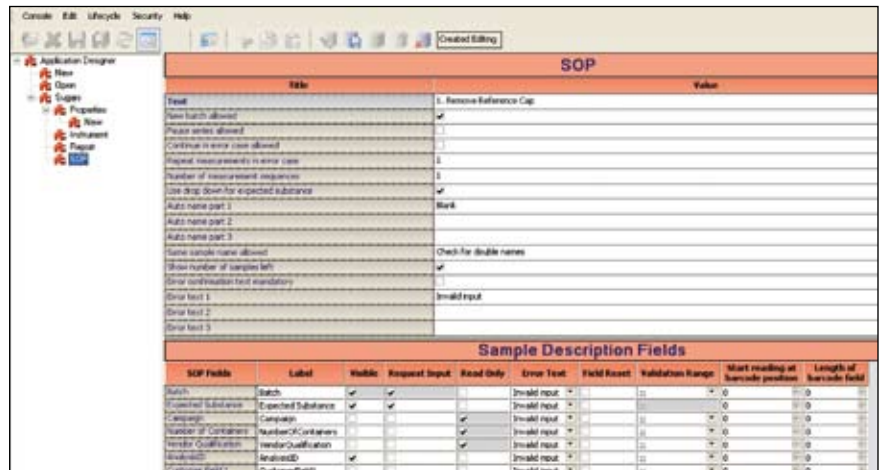 Console Edit Lifecycle Security Help
Created Editing
Application Designer
New
Open
Sugars
Properties
New
Instrument
Report
SOP
SOP
Title Value
Text 1. Remove Reference Cap
New batch allowed
Pause series allowed
Continue in error case allowed
Repeat measurements in error case 1
Number of measurement sequences 1
Use drop down for expected substance
Auto name part 1 Blank
Auto name part 2
Auto name part 3
Same sample name allowed Check for double names
Show number of samples left
Error confirmation text mandatory
Error text 1 Invalid input
Error text 2
Error text 3
Sample Description Fields
SOP Fields Label Visible Request Input Read Only Error Text Field Reset Validation Range Start reading at barcode position Length of barcode field
Batch Batch Invalid input :: 0 0
Expected Substance Expected Substance Invalid input :: 0 0
Campaign Campaign Invalid input :: 0 0
Number of Containers NumberOfContainers Invalid input :: 0 0
Vendor Qualification VendorQualification Invalid input :: 0 0
AnalysisID AnalysisID Invalid input :: 0 0